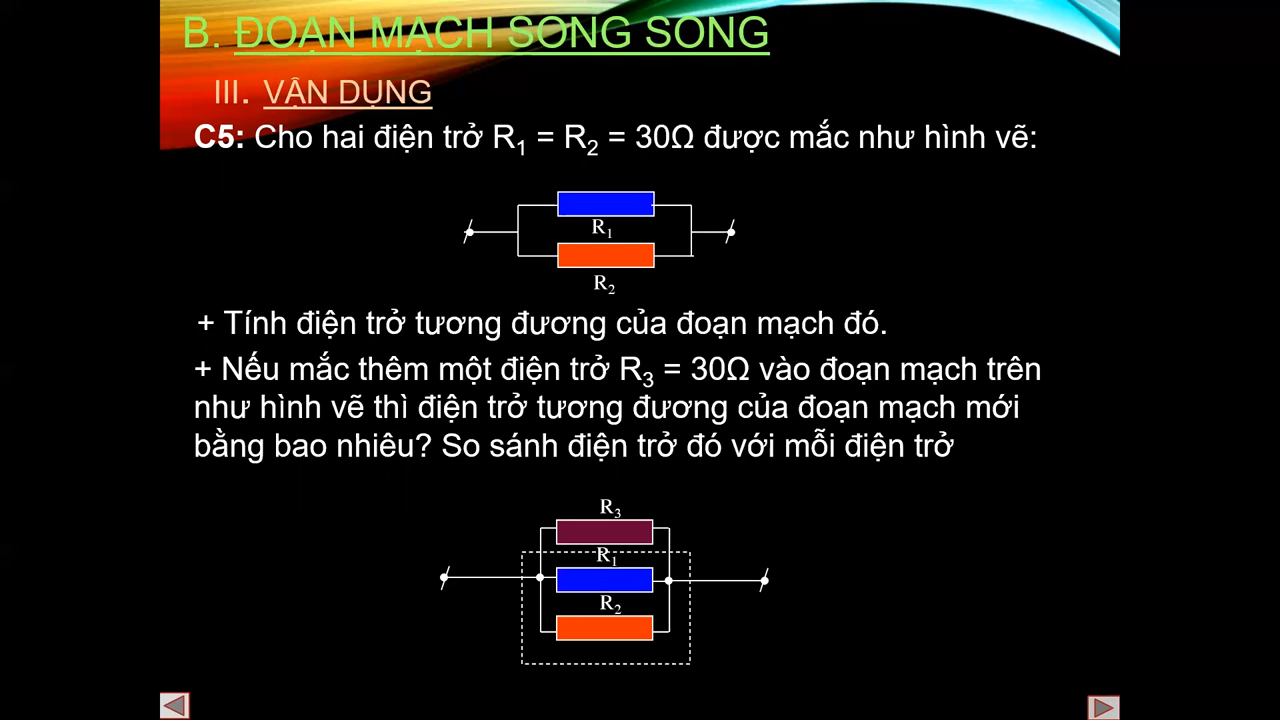 B. ĐOẠN MẠCH SONG SONG
III. VẬN DỤNG
C5: Cho hai điện trở R₁ = R₂ = 30Ω được mắc như hình vẽ:
R₁
R₂
+ Tính điện trở tương đương của đoạn mạch đó.
+ Nếu mắc thêm một điện trở R₃ = 30Ω vào đoạn mạch trên
như hình vẽ thì điện trở tương đương của đoạn mạch mới
bằng bao nhiêu? So sánh điện trở đó với mỗi điện trở
R₃
R₁
R₂